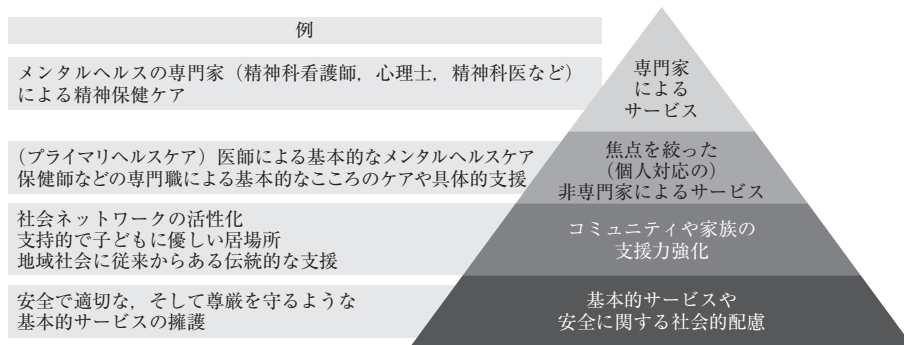 例
メンタルヘルスの専門家（精神科看護師，心理士，精神科医など）
による精神保健ケア
専門家
による
サービス
（プライマリヘルスケア）医師による基本的なメンタルヘルスケア
保健師などの専門職による基本的なこころのケアや具体的支援
焦点を絞った
（個人対応の）
非専門家によるサービス
社会ネットワークの活性化
支持的で子どもに優しい居場所
地域社会に従来からある伝統的な支援
コミュニティや家族の
支援力強化
安全で適切な，そして尊厳を守るような
基本的サービスの擁護
基本的サービスや
安全に関する社会的配慮